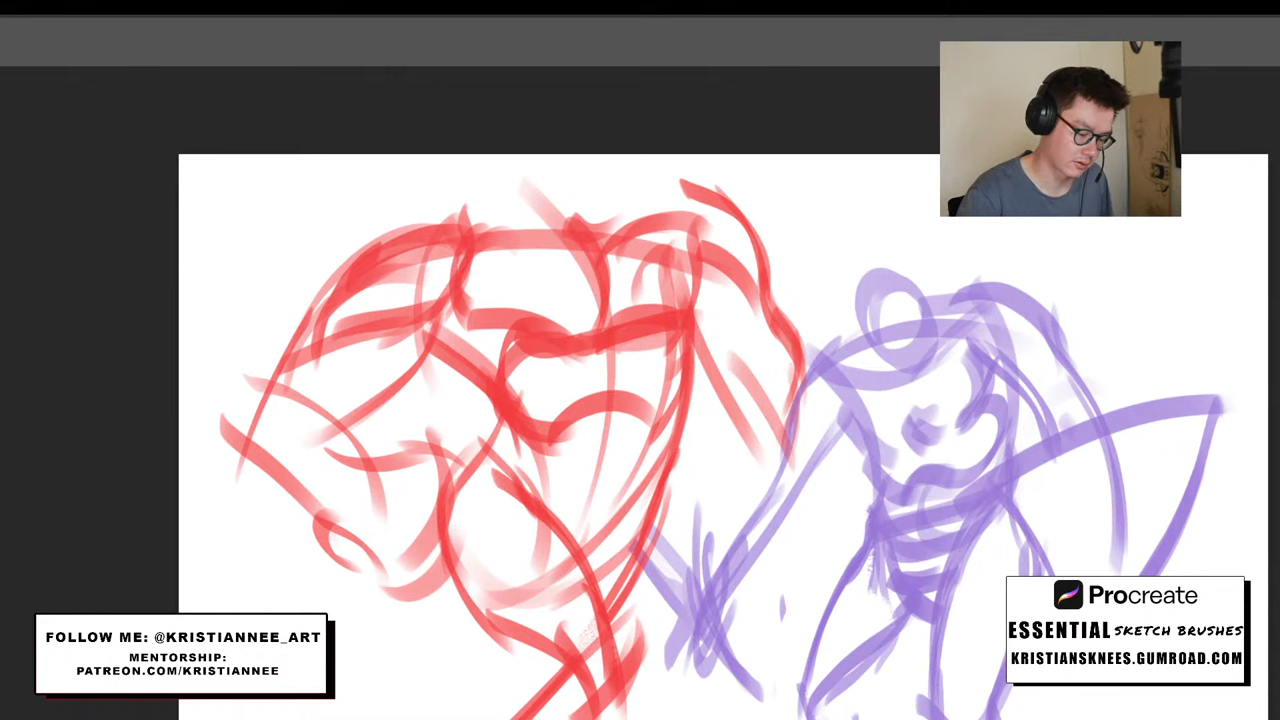 FOLLOW ME: @KRISTIANNEE_ART
MENTORSHIP:
PATREON.COM/KRISTIANNEE
Procreate
ESSENTIAL SKETCH BRUSHES
KRISTIANSKNEES.GUMROAD.COM